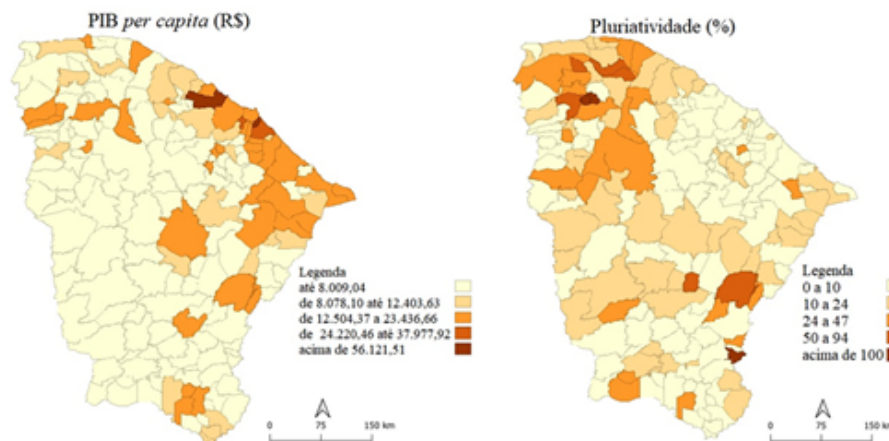 PIB per capita (R$)
Legenda
até 8.009,04
de 8.078,10 até 12.403,63
de 12.504,37 a 23.436,66
de 24.220,46 até 37.977,92
acima de 56.121,51
0 75 150 km
Pluriatividade (%)
Legenda
0 a 10
10 a 24
24 a 47
50 a 94
acima de 100
0 75 150 km